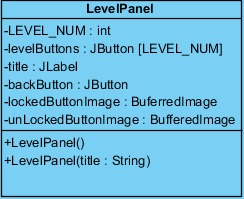 LevelPanel
-LEVEL_NUM : int
-levelButtons : JButton [LEVEL_NUM]
-title : JLabel
-backButton : JButton
-lockedButtonImage : BuferredImage
-unLockedButtonImage : BufferedImage
+LevelPanel()
+LevelPanel(title : String)